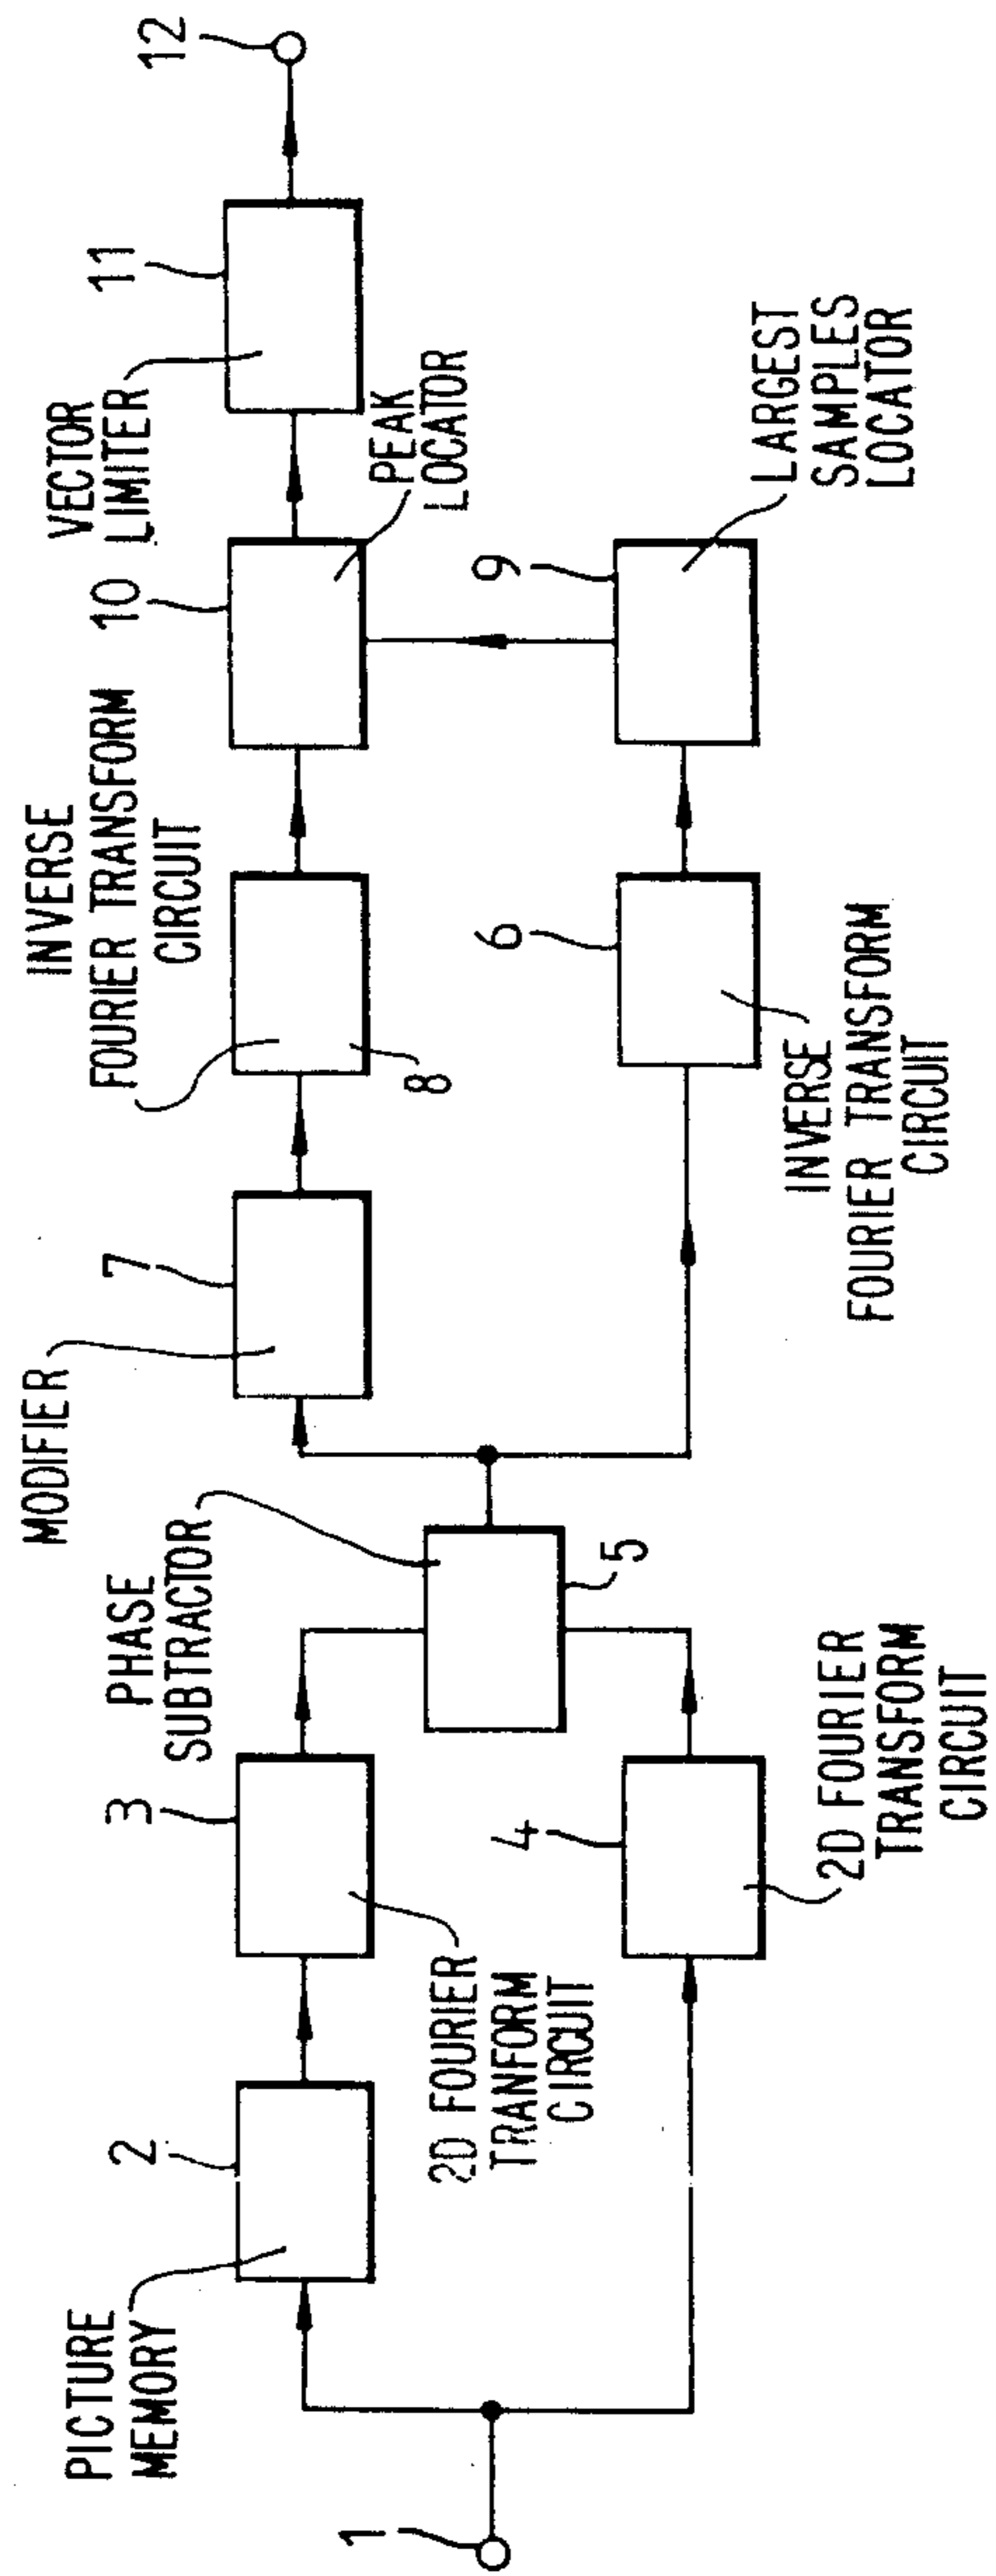 1
PICTURE
MEMORY
2
2D FOURIER
TRANFORM
CIRCUIT
3
4
2D FOURIER
TRANSFORM
CIRCUIT
PHASE
SUBTRACTOR
5
MODIFIER
7
INVERSE
FOURIER TRANSFORM
CIRCUIT
8
6
INVERSE
FOURIER TRANSFORM
CIRCUIT
10
PEAK
LOCATOR
9
LARGEST
SAMPLES
LOCATOR
VECTOR
LIMITER
11
12